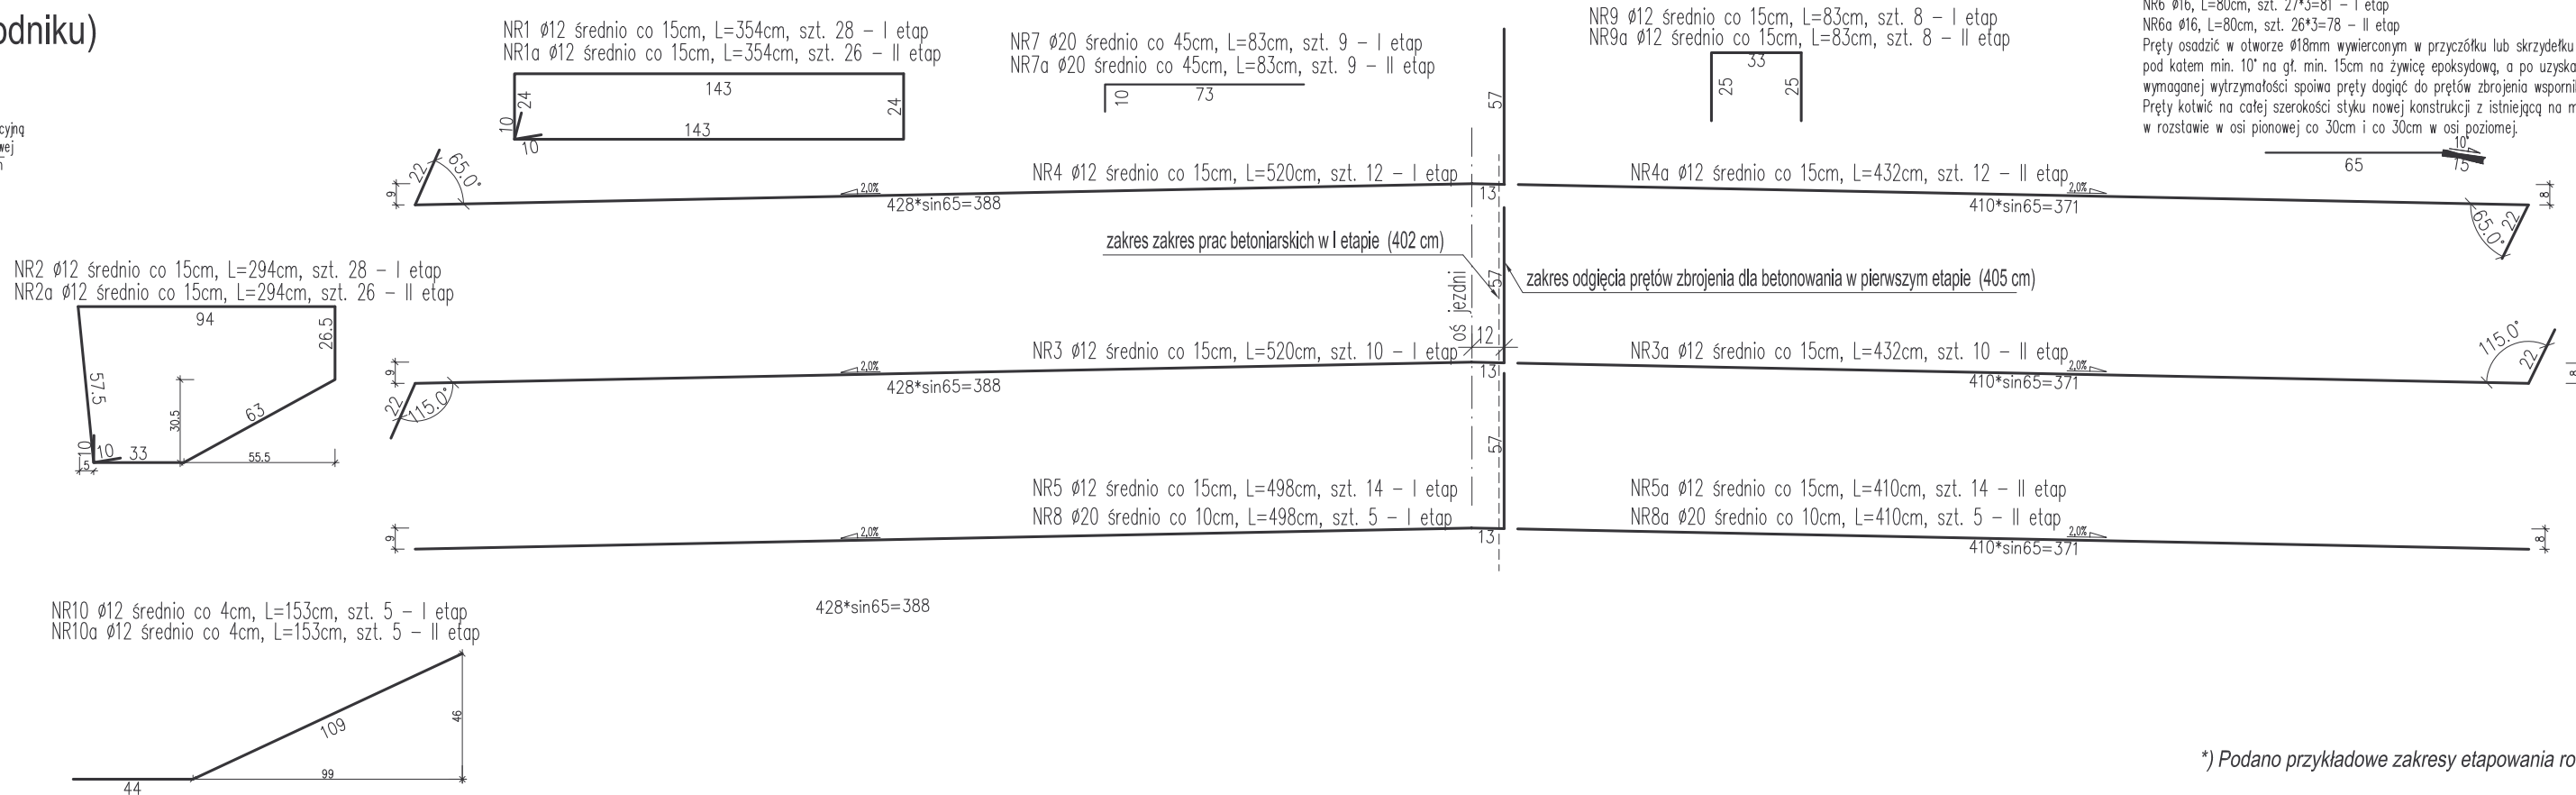 odniku)
cyjną
wej
NR1 ø12 średnio co 15cm, L=354cm, szt. 28 – I etap
NR1a ø12 średnio co 15cm, L=354cm, szt. 26 – II etap
143
24
24
10
143
10
NR7 ø20 średnio co 45cm, L=83cm, szt. 9 – I etap
NR7a ø20 średnio co 45cm, L=83cm, szt. 9 – II etap
10
73
NR9 ø12 średnio co 15cm, L=83cm, szt. 8 – I etap
NR9a ø12 średnio co 15cm, L=83cm, szt. 8 – II etap
33
25
25
NR6 ø16, L=80cm, szt. 27*3=81 – I etap
NR6a ø16, L=80cm, szt. 26*3=78 – II etap
Pręty osadzić w otworze ø18mm wywierconym w przyczółku lub skrzydełku
pod katem min. 10° na gł. min. 15cm na żywicę epoksydową, a po uzyska
wymaganej wytrzymałości spoiwa pręty dogiąć do prętów zbrojenia wsporni
Pręty kotwić na całej szerokości styku nowej konstrukcji z istniejącą na m
w rozstawie w osi pionowej co 30cm i co 30cm w osi poziomej.
10°
65
15
57
NR4 ø12 średnio co 15cm, L=520cm, szt. 12 – I etap
NR4a ø12 średnio co 15cm, L=432cm, szt. 12 – II etap
22
65.0°
9
2,0%
428*sin65=388
13
2,0%
410*sin65=371
8
65.0°
22
zakres zakres prac betoniarskich w I etapie (402 cm)
zakres odgięcia prętów zbrojenia dla betonowania w pierwszym etapie (405 cm)
57
oś jezdni
12
NR2 ø12 średnio co 15cm, L=294cm, szt. 28 – I etap
NR2a ø12 średnio co 15cm, L=294cm, szt. 26 – II etap
94
26.5
57.5
30.5
63
10
10
33
5
55.5
NR3 ø12 średnio co 15cm, L=520cm, szt. 10 – I etap
NR3a ø12 średnio co 15cm, L=432cm, szt. 10 – II etap
9
2,0%
428*sin65=388
22
115.0°
13
2,0%
410*sin65=371
115.0°
22
8
57
NR5 ø12 średnio co 15cm, L=498cm, szt. 14 – I etap
NR8 ø20 średnio co 10cm, L=498cm, szt. 5 – I etap
NR5a ø12 średnio co 15cm, L=410cm, szt. 14 – II etap
NR8a ø20 średnio co 10cm, L=410cm, szt. 5 – II etap
9
2,0%
13
2,0%
410*sin65=371
8
428*sin65=388
NR10 ø12 średnio co 4cm, L=153cm, szt. 5 – I etap
NR10a ø12 średnio co 4cm, L=153cm, szt. 5 – II etap
109
46
99
44
*) Podano przykładowe zakresy etapowania ro